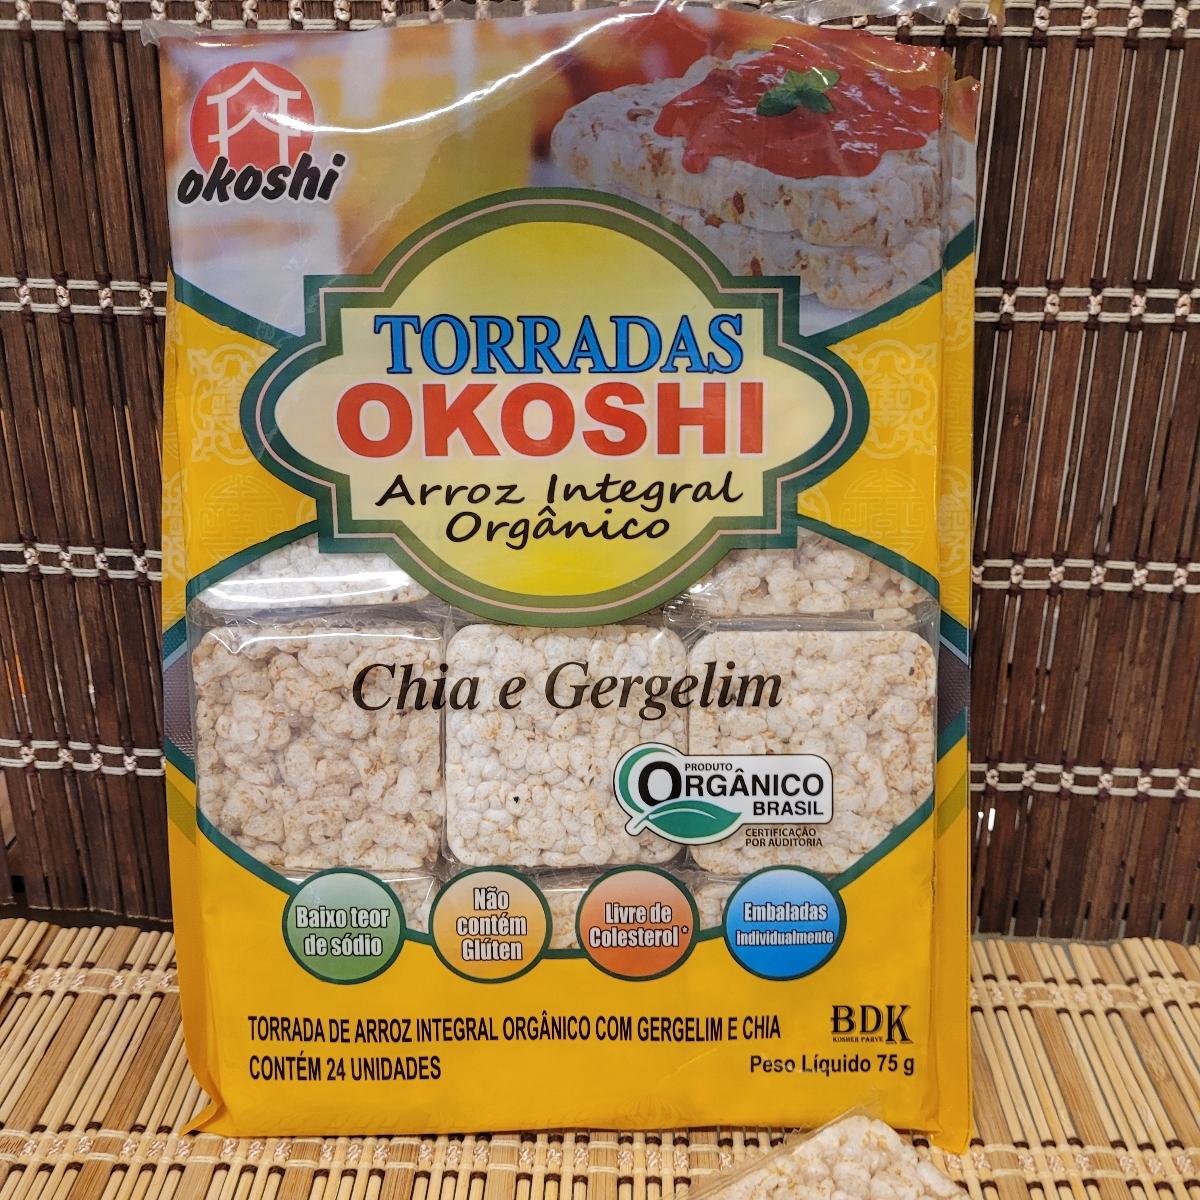 okoshi
TORRADAS
OKOSHI
Arroz Integral
Orgânico
Chia e Gergelim
PRODUTO
ORGÂNICO
BRASIL
CERTIFICAÇÃO
POR AUDITORIA
Baixo teor
de sódio
Não
contém
Glúten
Livre de
Colesterol*
Embaladas
Individualmente
TORRADA DE ARROZ INTEGRAL ORGÂNICO COM GERGELIM E CHIA
CONTÉM 24 UNIDADES
BDK
KOSHER PARVE
Peso Líquido 75 g